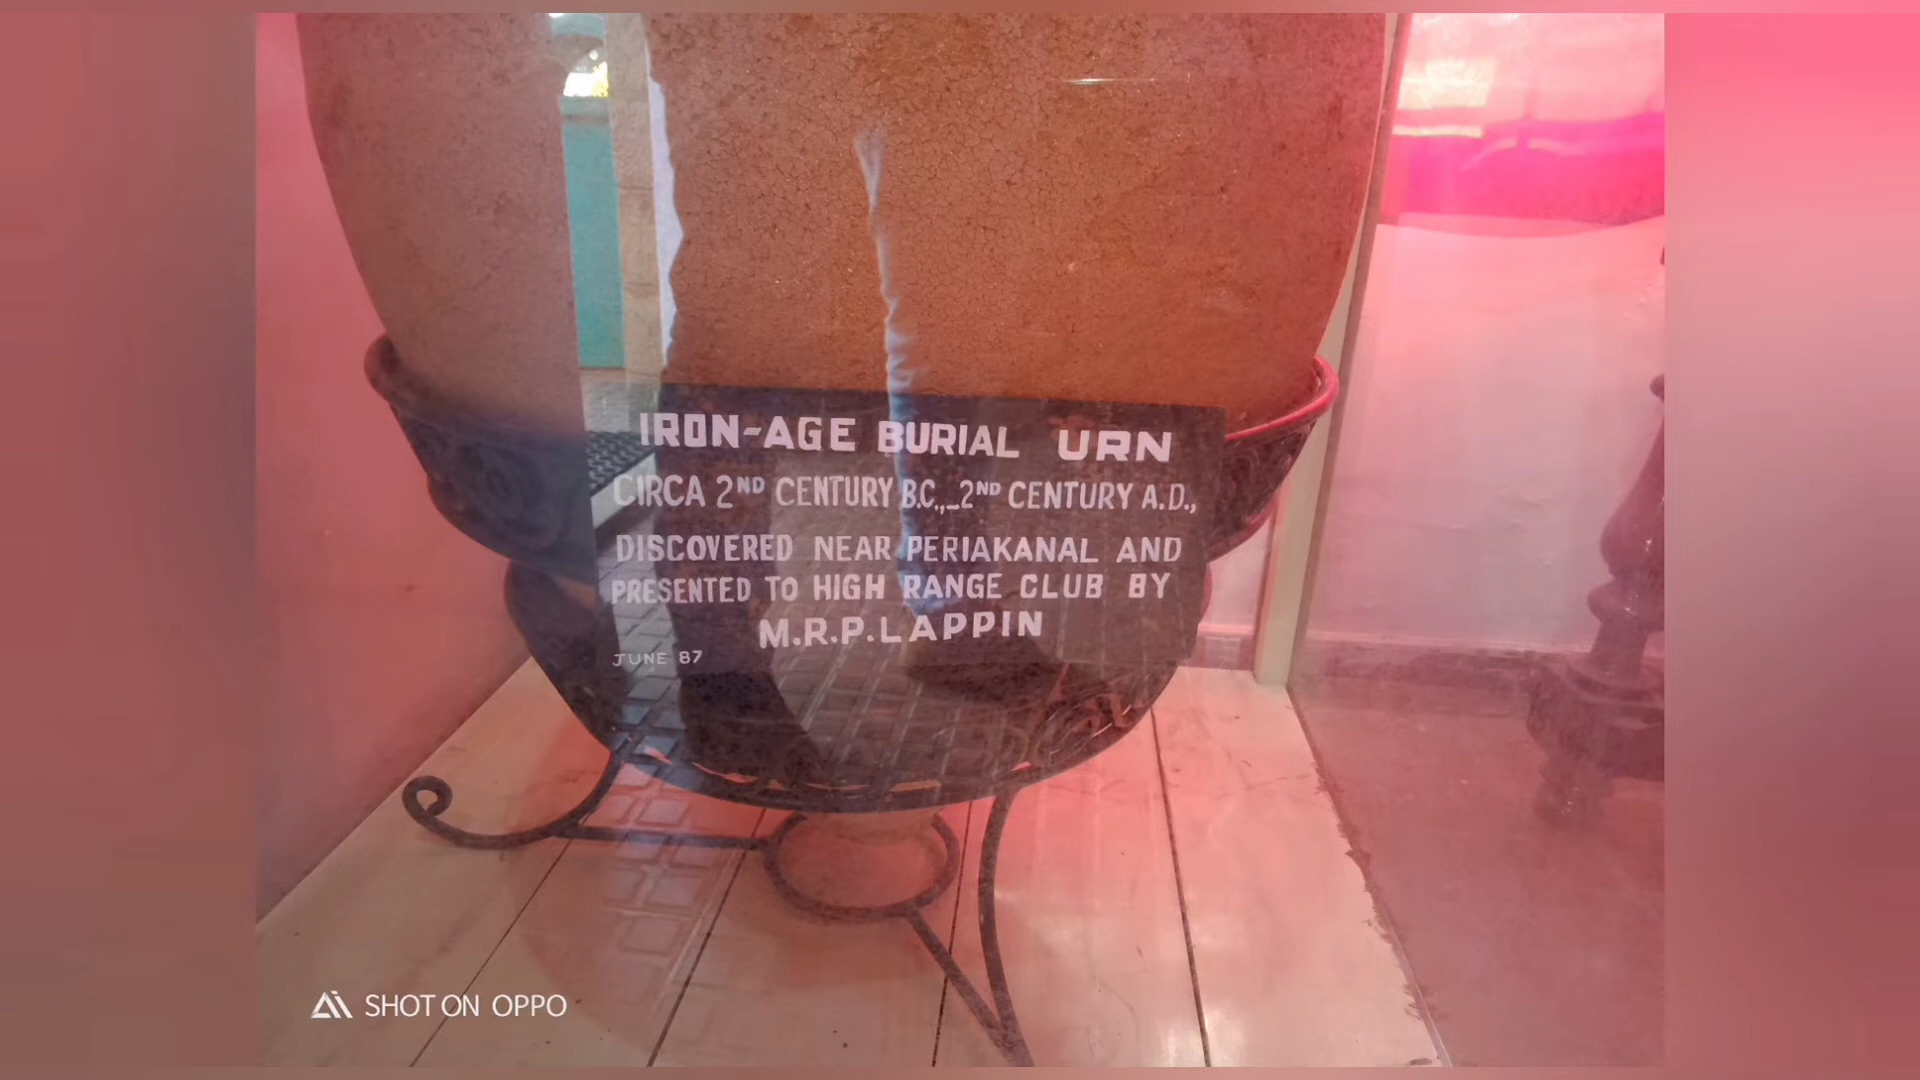 IRON-AGE BURIAL URN
CIRCA 2ND CENTURY B.C.,_2ND CENTURY A.D.,
DISCOVERED NEAR PERIAKANAL AND
PRESENTED TO HIGH RANGE CLUB BY
M.R.P.LAPPIN
JUNE 87
SHOT ON OPPO